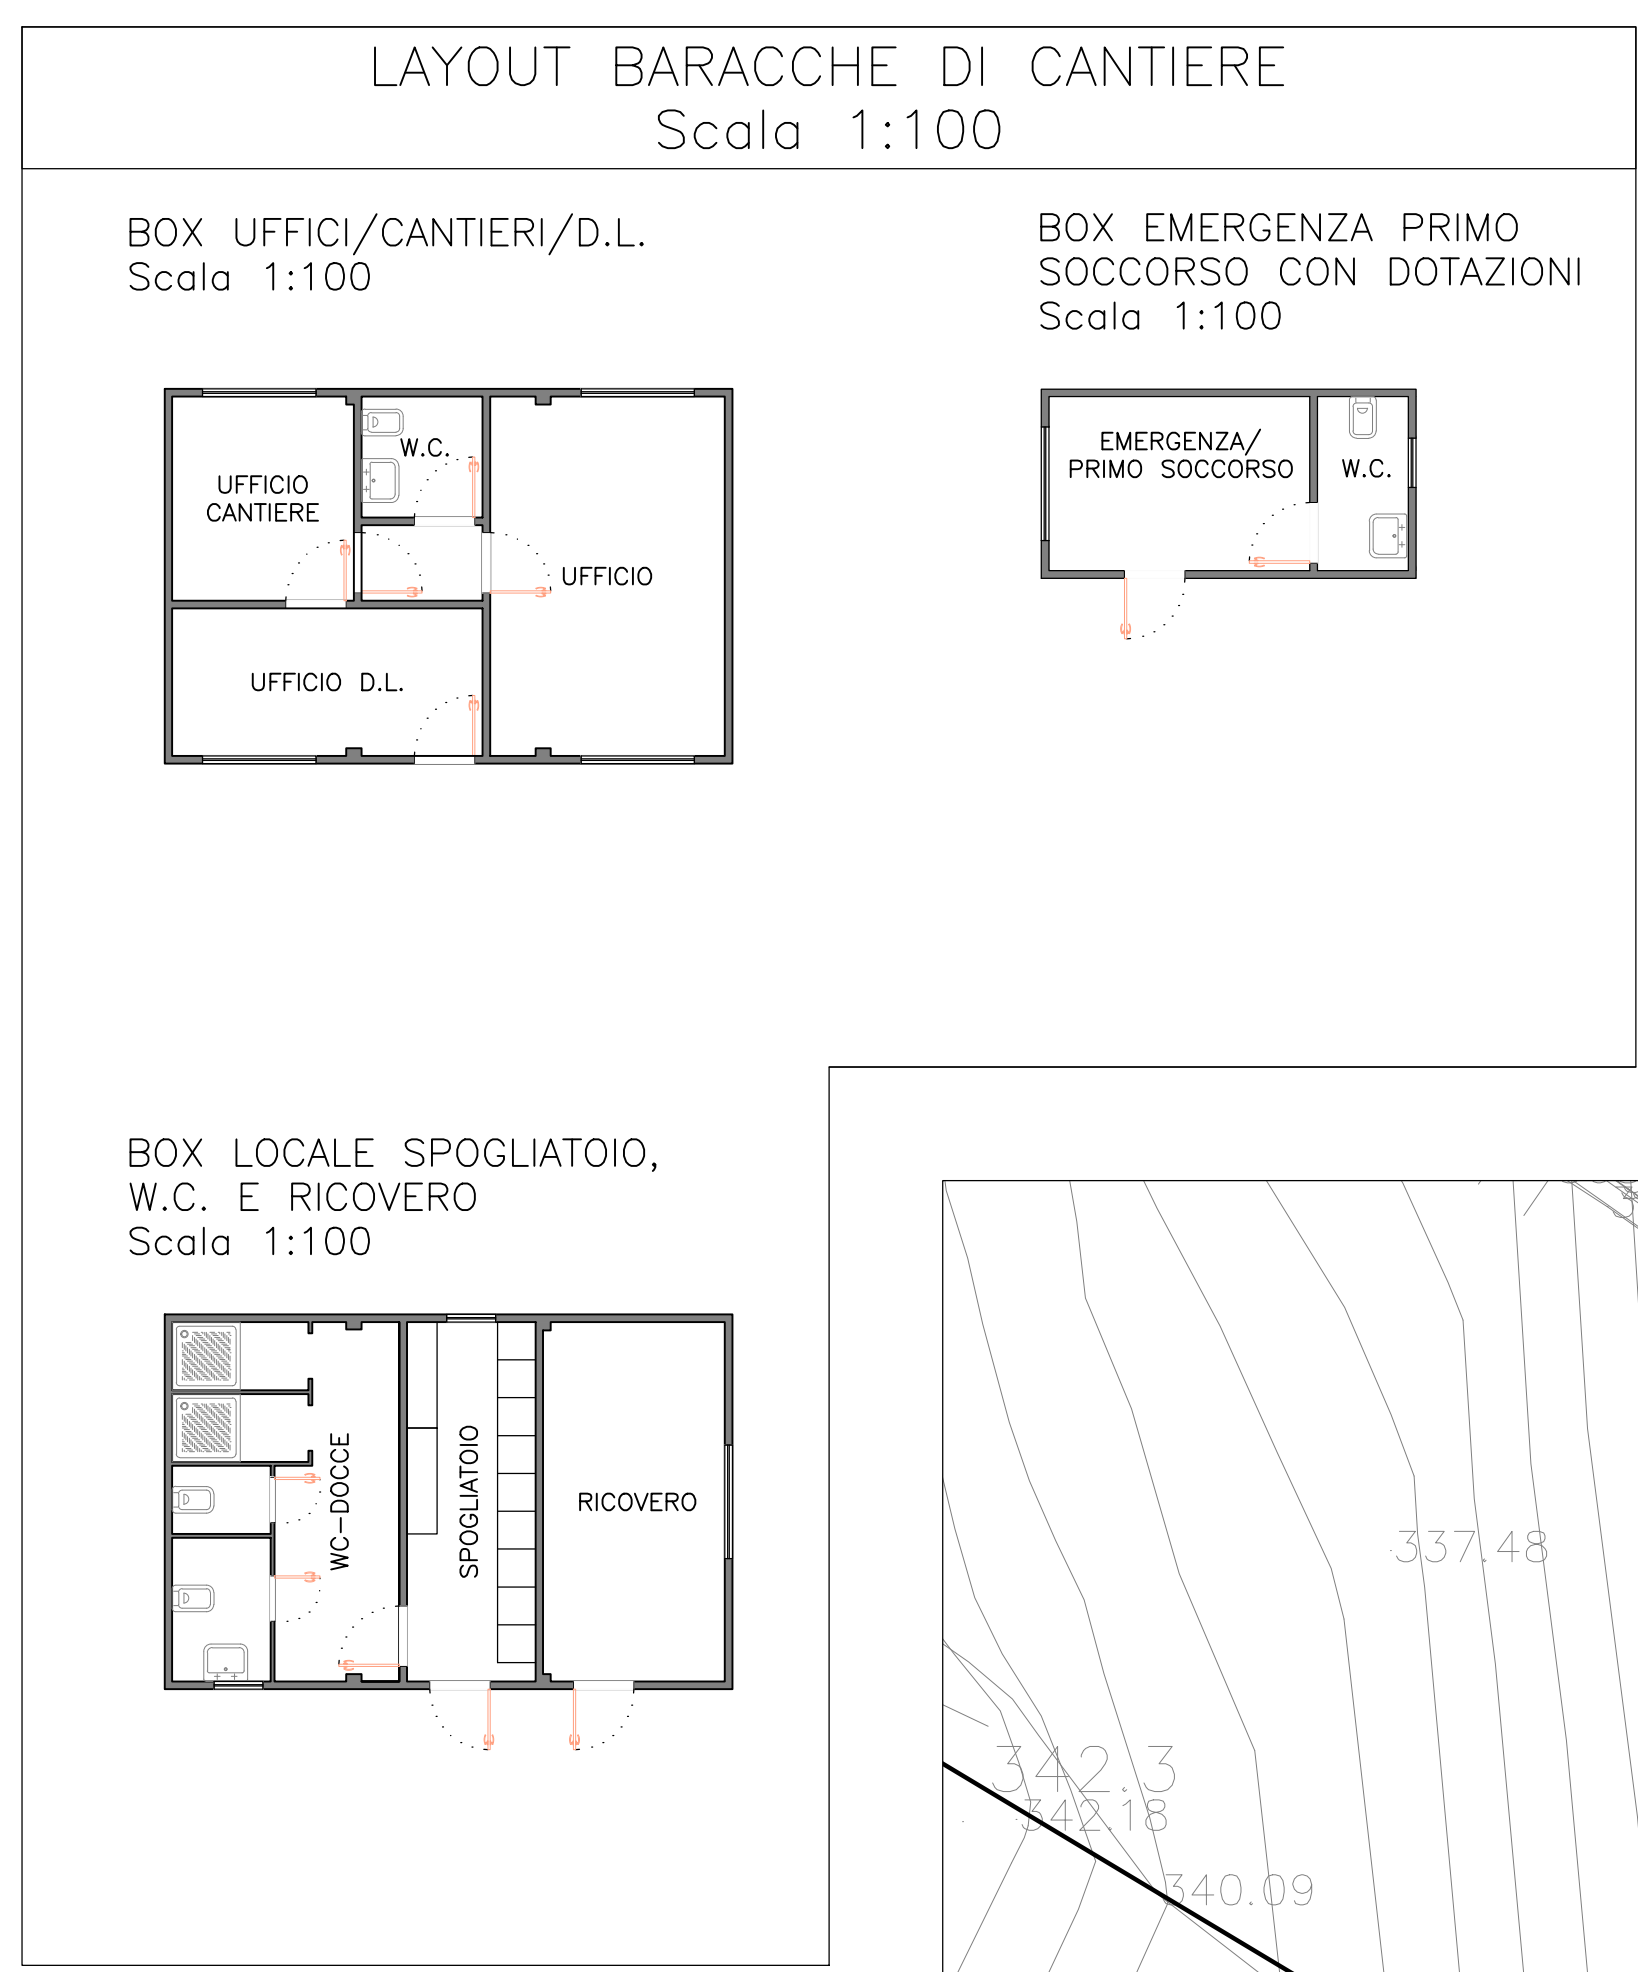 LAYOUT BARACCHE DI CANTIERE
Scala 1:100
BOX UFFICI/CANTIERI/D.L.
Scala 1:100
BOX EMERGENZA PRIMO
SOCCORSO CON DOTAZIONI
Scala 1:100
UFFICIO
CANTIERE
W.C.
UFFICIO
UFFICIO D.L.
EMERGENZA/
PRIMO SOCCORSO
W.C.
BOX LOCALE SPOGLIATOIO,
W.C. E RICOVERO
Scala 1:100
WC-DOCCE
SPOGLIATOIO
RICOVERO
337.48
342.3
342.18
340.09